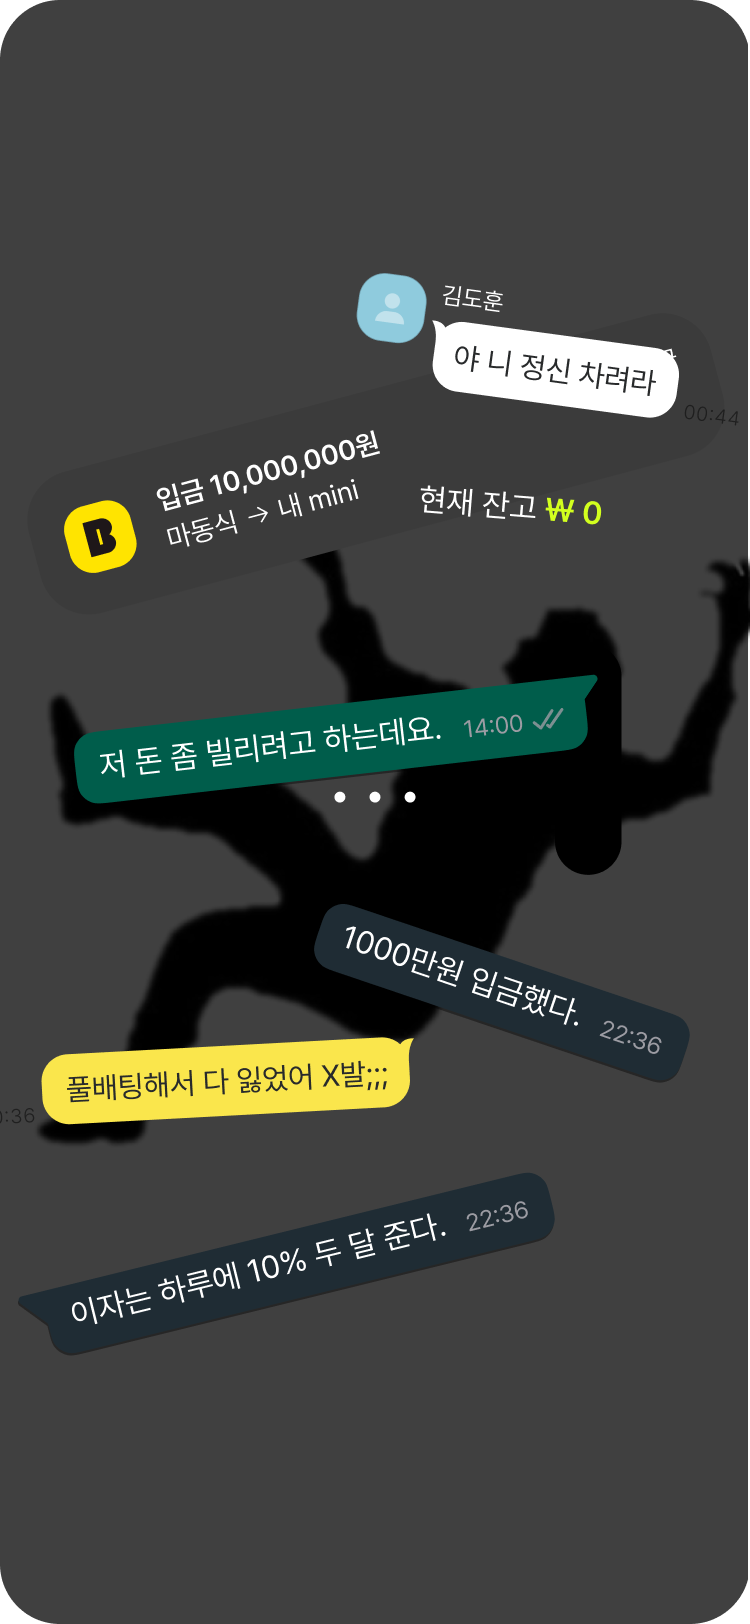 김도훈
야 니 정신 차려라
00:44
입금 10,000,000원
마동식 → 내 mini
현재 잔고 ₩ 0
저 돈 좀 빌리려고 하는데요. 14:00
1000만원 입금했다. 22:36
풀배팅해서 다 잃었어 X발;;;
:36
이자는 하루에 10% 두 달 준다. 22:36